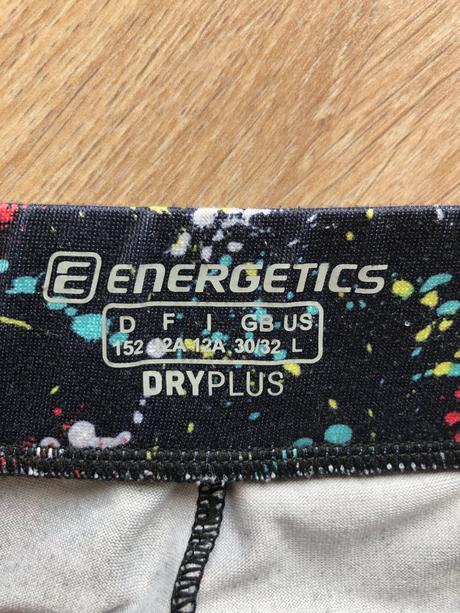 ENERGETICS
D F I GB US
152 12A 12A 30/32 L
DRYPLUS